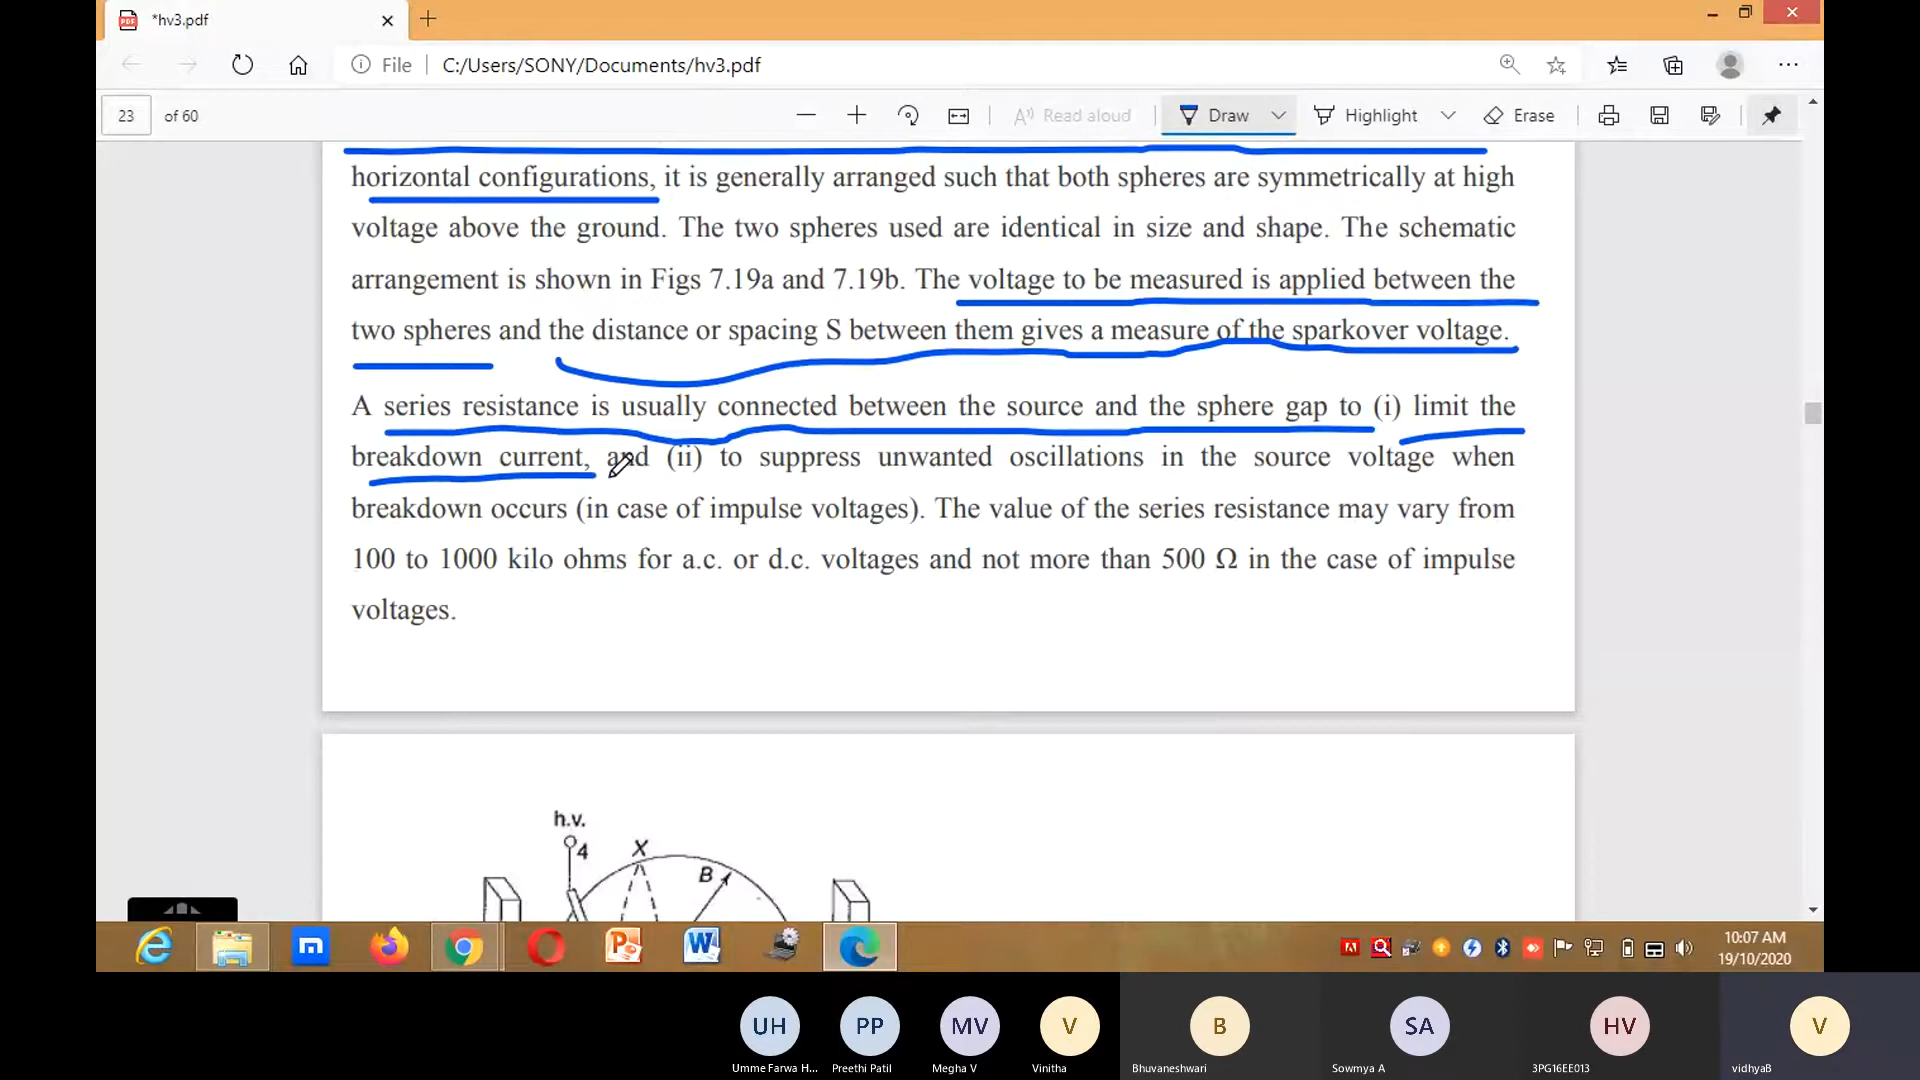 *hv3.pdf
File
C:/Users/SONY/Documents/hv3.pdf
23 of 60
Read aloud
Draw
Highlight
Erase
horizontal configurations, it is generally arranged such that both spheres are symmetrically at high
voltage above the ground. The two spheres used are identical in size and shape. The schematic
arrangement is shown in Figs 7.19a and 7.19b. The voltage to be measured is applied between the
two spheres and the distance or spacing S between them gives a measure of the sparkover voltage.
A series resistance is usually connected between the source and the sphere gap to (i) limit the
breakdown current, and (ii) to suppress unwanted oscillations in the source voltage when
breakdown occurs (in case of impulse voltages). The value of the series resistance may vary from
100 to 1000 kilo ohms for a.c. or d.c. voltages and not more than 500 Ω in the case of impulse
voltages.
h.v.
4
X
B
10:07 AM
19/10/2020
UH
PP
MV
V
B
SA
HV
V
Umme Farwa H...
Preethi Patil
Megha V
Vinitha
Bhuvaneshwari
Sowmya A
3PG16EE013
vidhyaB